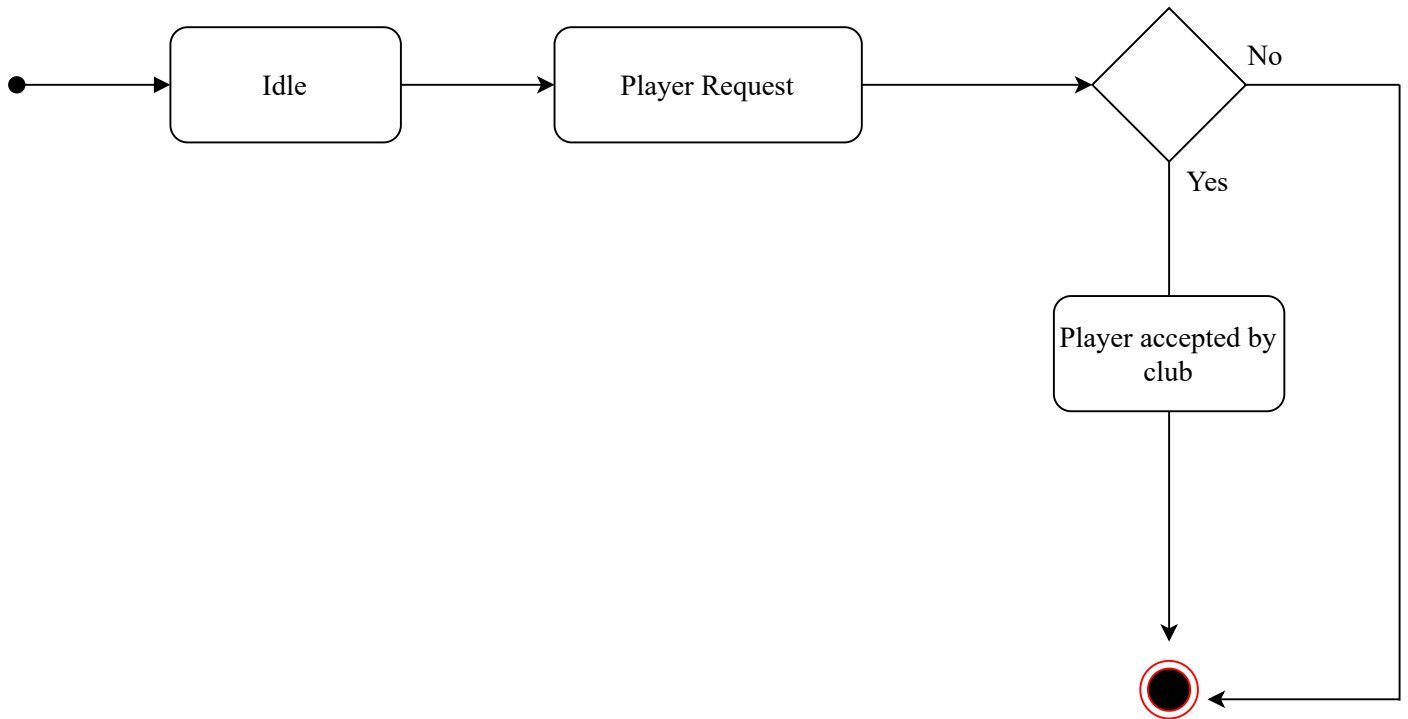 Idle
Player Request
No
Yes
Player accepted by
club